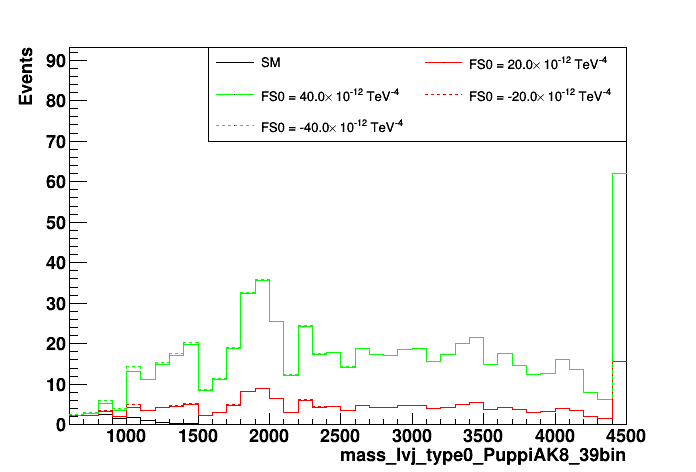 Events
90
80
70
60
50
40
30
20
10
0
SM
FS0 = 20.0× 10^-12 TeV^-4
FS0 = 40.0× 10^-12 TeV^-4
FS0 = -20.0× 10^-12 TeV^-4
FS0 = -40.0× 10^-12 TeV^-4
1000 1500 2000 2500 3000 3500 4000 4500
mass_lvj_type0_PuppiAK8_39bin